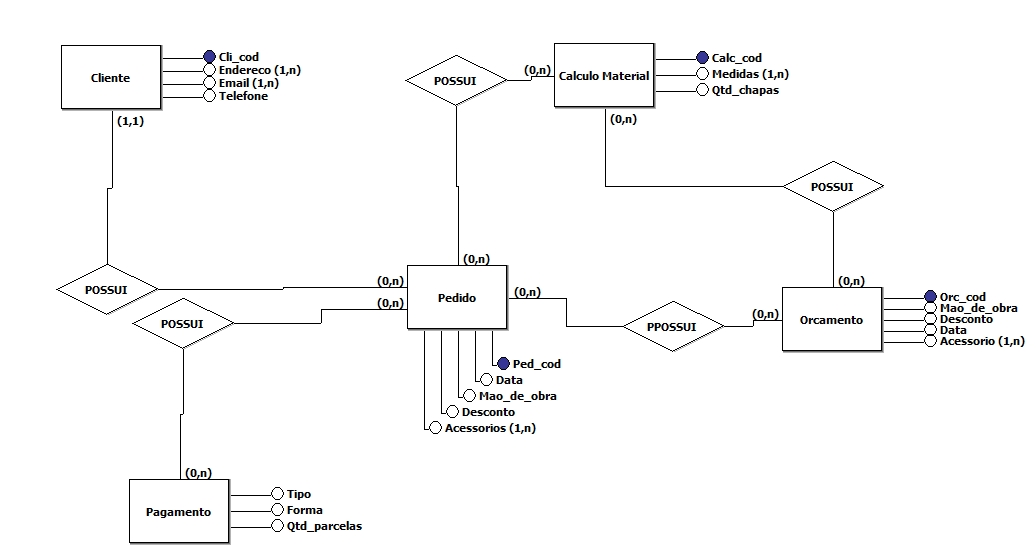 Cliente
Cli_cod
Endereco (1,n)
Email (1,n)
Telefone
(1,1)
POSSUI
(0,n)
Calculo Material
Calc_cod
Medidas (1,n)
Qtd_chapas
(0,n)
POSSUI
(0,n)
POSSUI
(0,n)
POSSUI
(0,n)
Pedido
(0,n)
PPOSSUI
(0,n)
(0,n)
Orcamento
Orc_cod
Mao_de_obra
Desconto
Data
Acessorio (1,n)
Ped_cod
Data
Mao_de_obra
Desconto
Acessorios (1,n)
(0,n)
Pagamento
Tipo
Forma
Qtd_parcelas